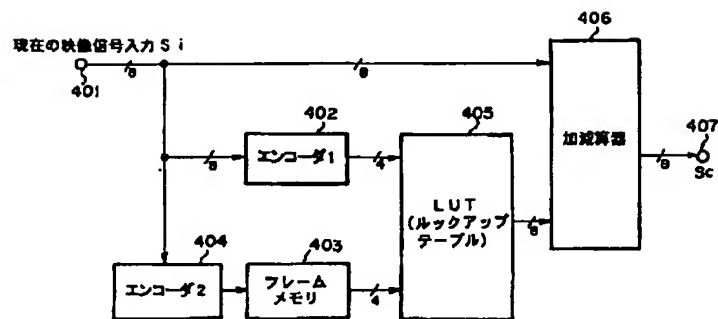 現在の映像信号入力 Si
401
8
8
406
加減算器
407
8
Sc
402
エンコーダ1
8
4
405
LUT
(ルックアップ
テーブル)
8
404
エンコーダ2
403
フレーム
メモリ
4